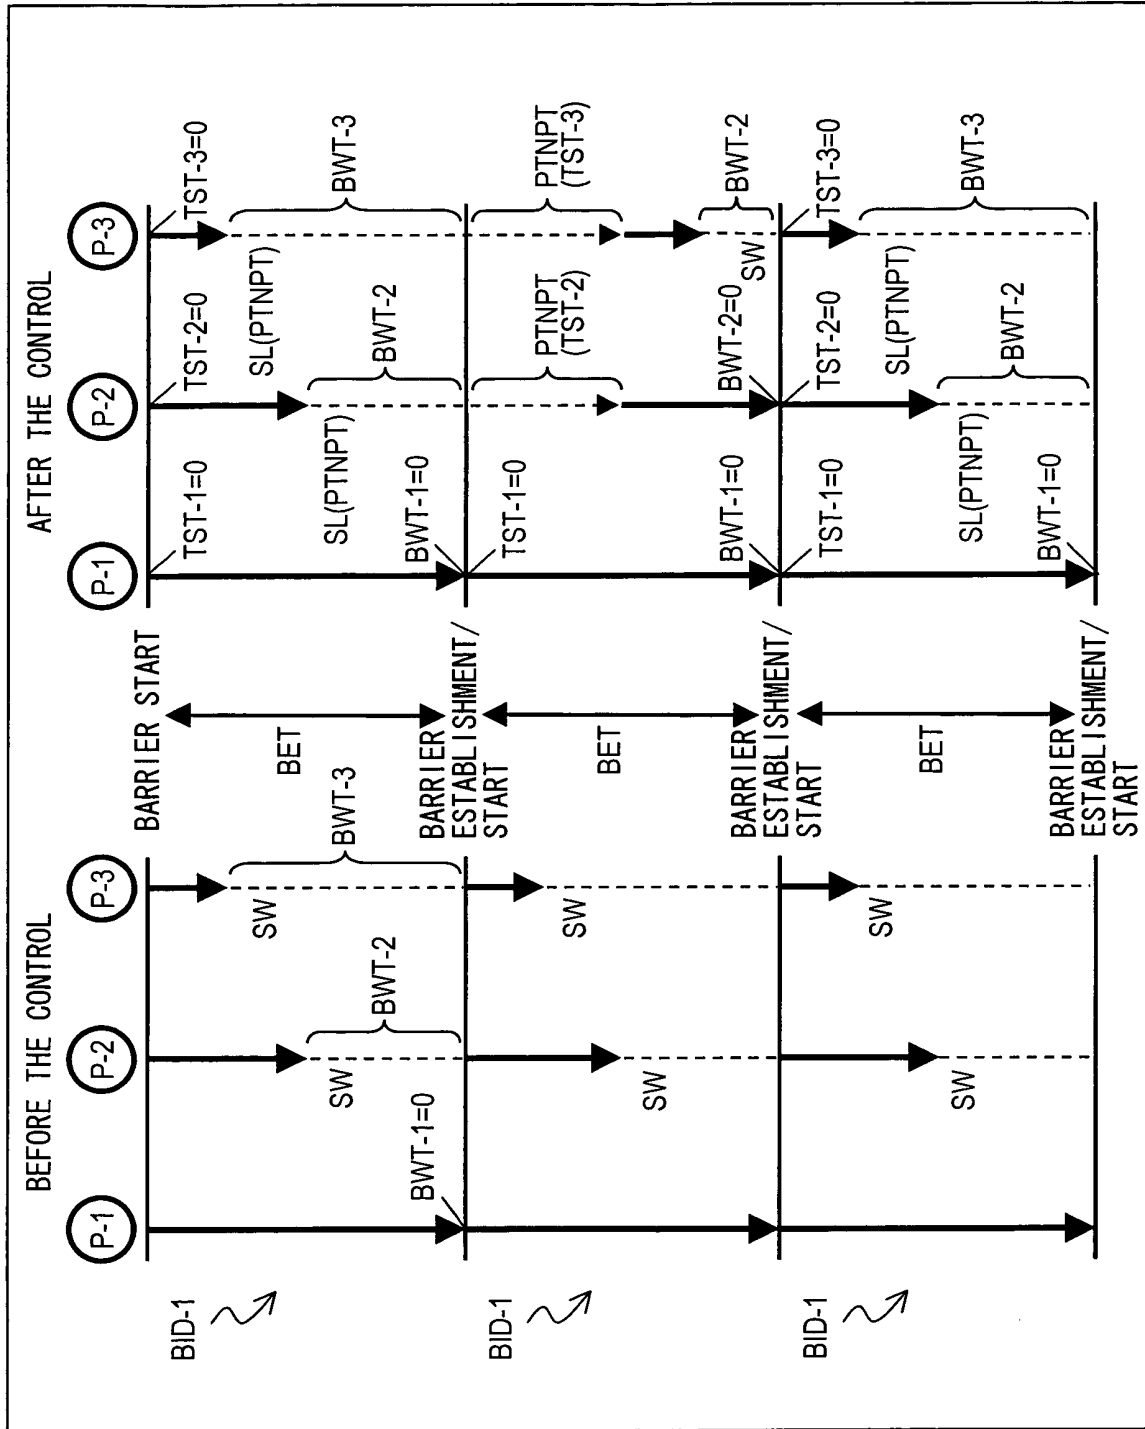 BEFORE THE CONTROL
P-1
P-2
P-3
BID-1
SW
BWT-2
SW
BWT-3
BWT-1=0
BID-1
SW
SW
BID-1
SW
SW
BARRIER START
BET
BARRIER
ESTABLISHMENT/
START
BET
BARRIER
ESTABLISHMENT/
START
BET
BARRIER
ESTABLISHMENT/
START
AFTER THE CONTROL
P-1
P-2
P-3
TST-1=0
TST-2=0
TST-3=0
SL(PTNPT)
BWT-3
SL(PTNPT)
BWT-2
BWT-1=0
TST-1=0
PTNPT
(TST-2)
PTNPT
(TST-3)
BWT-1=0
BWT-2=0
SW
BWT-2
TST-1=0
TST-2=0
TST-3=0
SL(PTNPT)
BWT-3
SL(PTNPT)
BWT-2
BWT-1=0